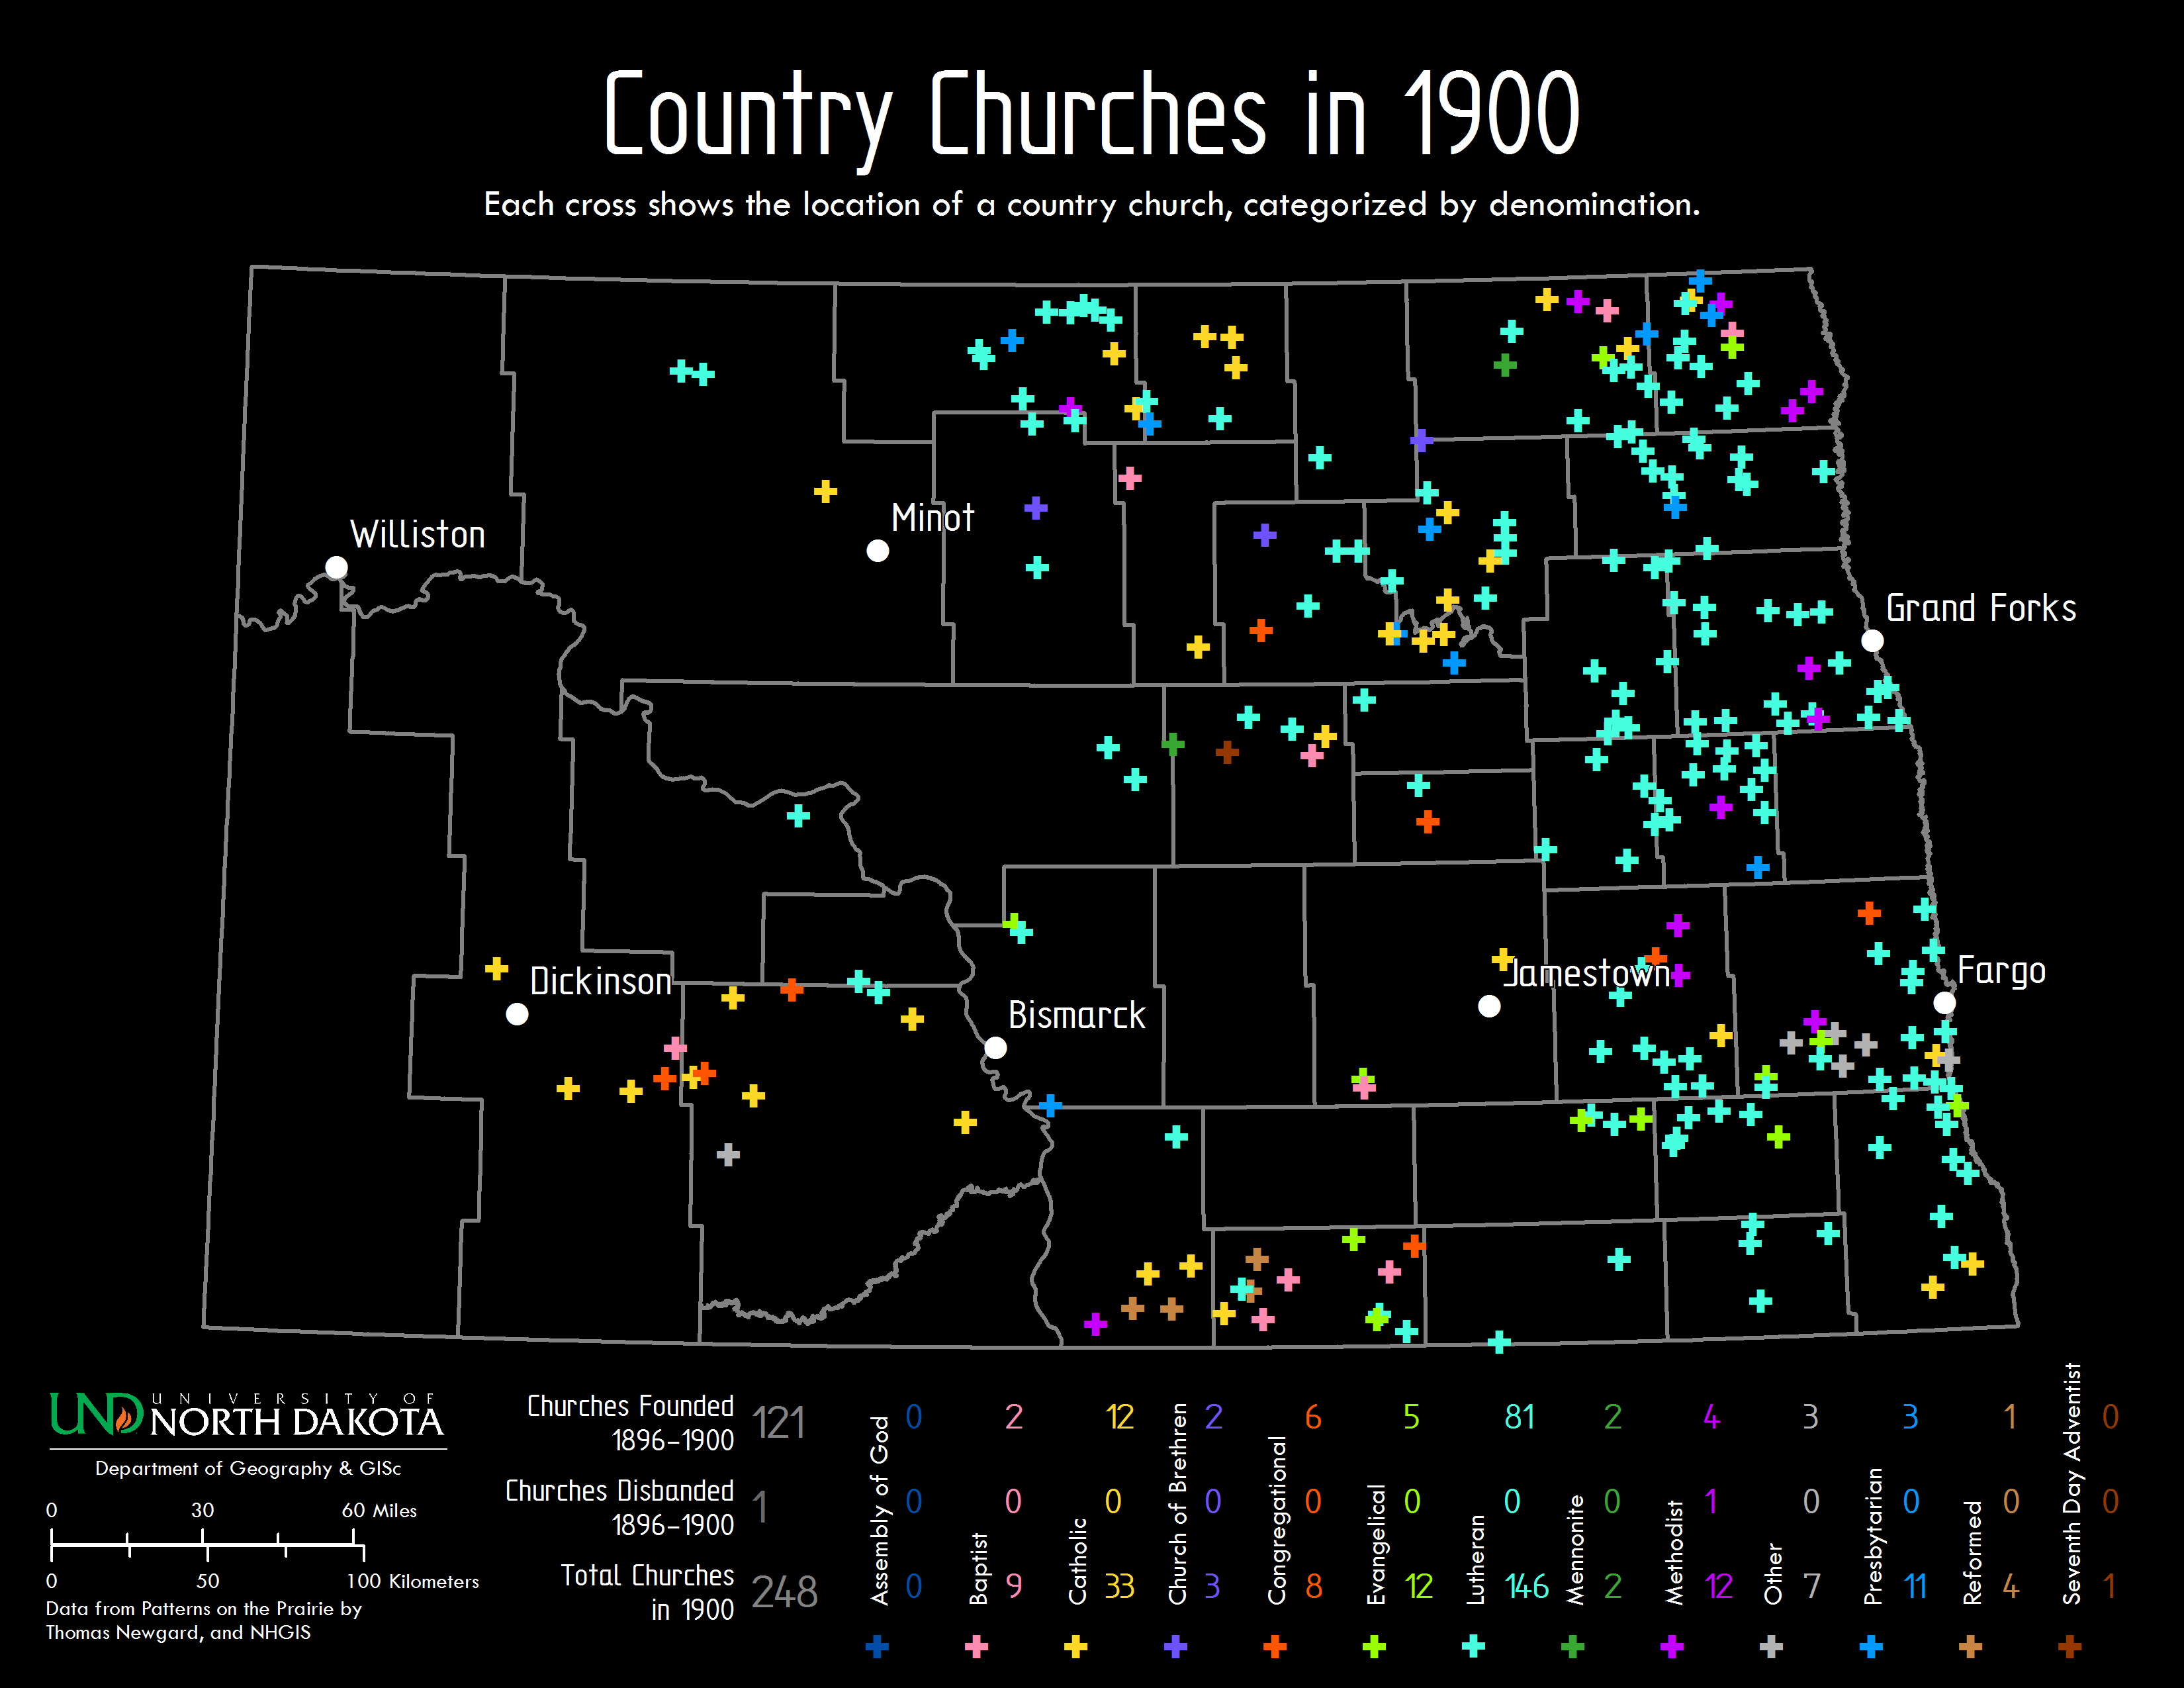 Country Churches in 1900
Each cross shows the location of a country church, categorized by denomination.
Minot
Williston
Grand Forks
Dickinson
Jamestown
Fargo
Bismarck
UND UNIVERSITY OF
NORTH DAKOTA
Department of Geography & GISc
0 30 60 Miles
0 50 100 Kilometers
Data from Patterns on the Prairie by
Thomas Newgard, and NHGIS
Churches Founded
1896–1900
121 0 2 12 2 6 5 81 2 4 3 3 1 0
Churches Disbanded
1896–1900
1 0 0 0 0 0 0 0 0 1 0 0 0 0
Total Churches
in 1900
248 0 9 33 3 8 12 146 2 12 7 11 4 1
Assembly of God
Baptist
Catholic
Church of Brethren
Congregational
Evangelical
Lutheran
Mennonite
Methodist
Other
Presbytarian
Reformed
Seventh Day Adventist